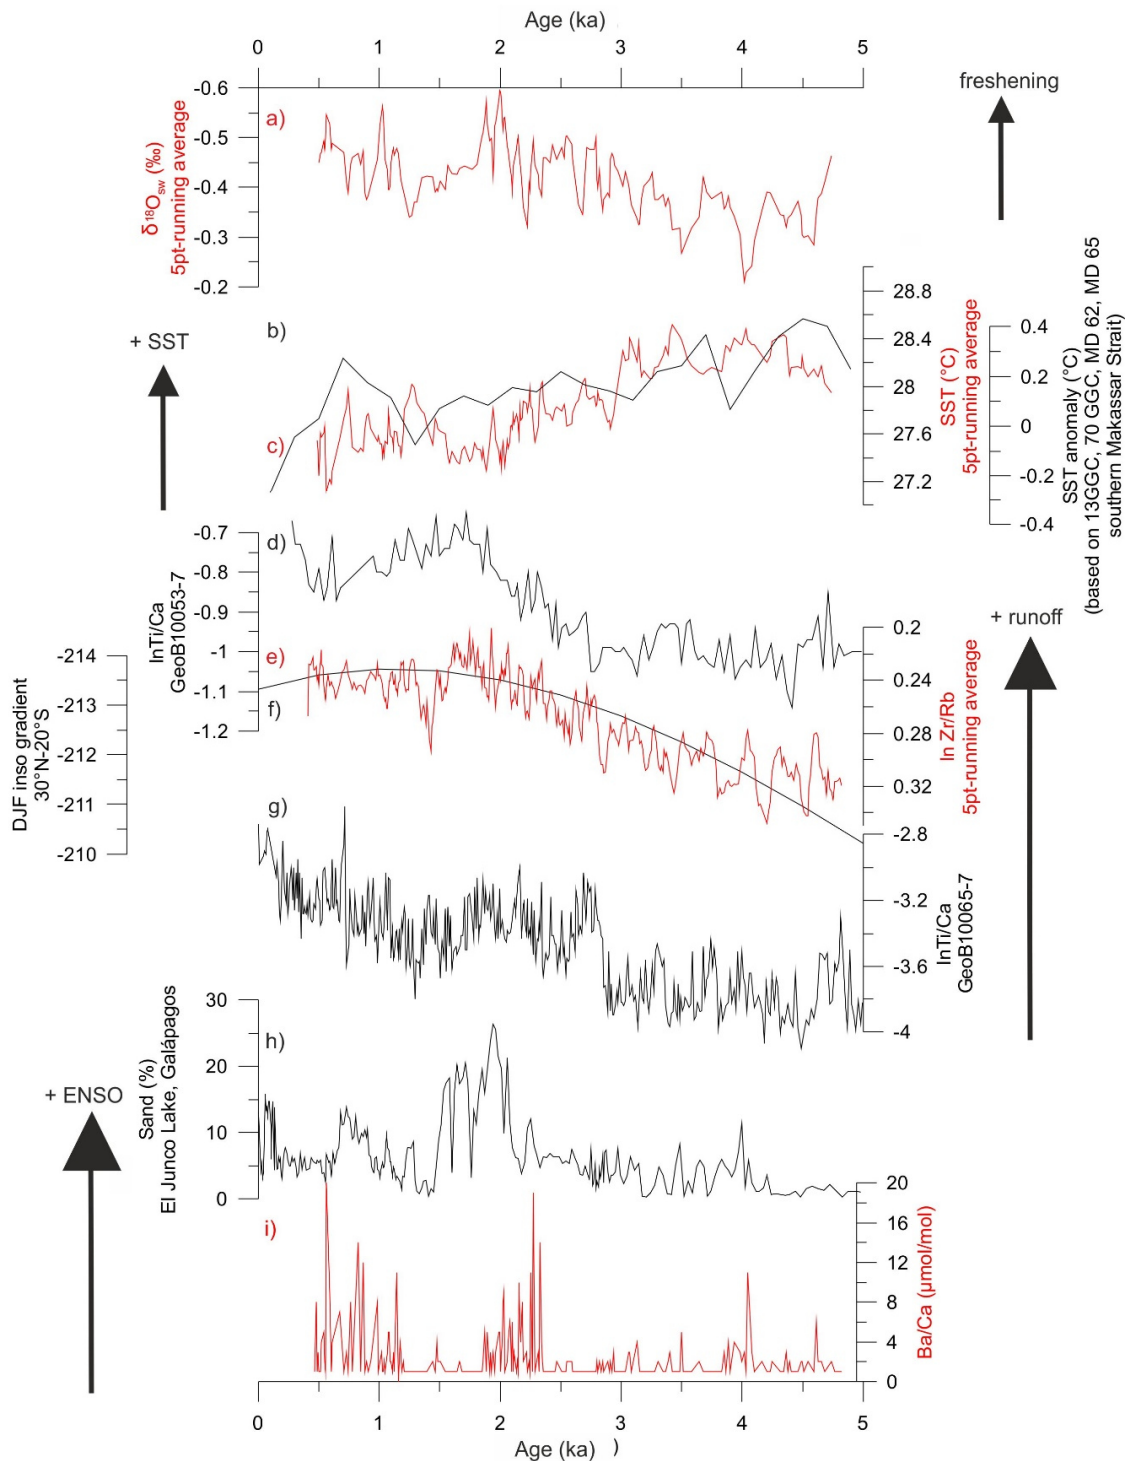 Age (ka)
0 1 2 3 4 5
-0.6
-0.5
-0.4
-0.3
-0.2
δ18Osw (‰)
5pt-running average
a)
freshening
+ SST
b)
c)
28.8
28.4
28
27.6
27.2
SST (°C)
5pt-running average
0.4
0.2
0
-0.2
-0.4
SST anomaly (°C)
(based on 13GGC, 70 GGC, MD 62, MD 65
southern Makassar Strait)
-0.7
-0.8
-0.9
-1
-1.1
-1.2
lnTi/Ca
GeoB10053-7
d)
+ runoff
-214
-213
-212
-211
-210
DJF inso gradient
30°N-20°S
e)
f)
0.2
0.24
0.28
0.32
ln Zr/Rb
5pt-running average
g)
-2.8
-3.2
-3.6
-4
lnTi/Ca
GeoB10065-7
30
20
10
0
Sand (%)
El Junco Lake, Galápagos
h)
+ ENSO
i)
20
16
12
8
4
0
Ba/Ca (μmol/mol)
0 1 2 3 4 5
Age (ka) )